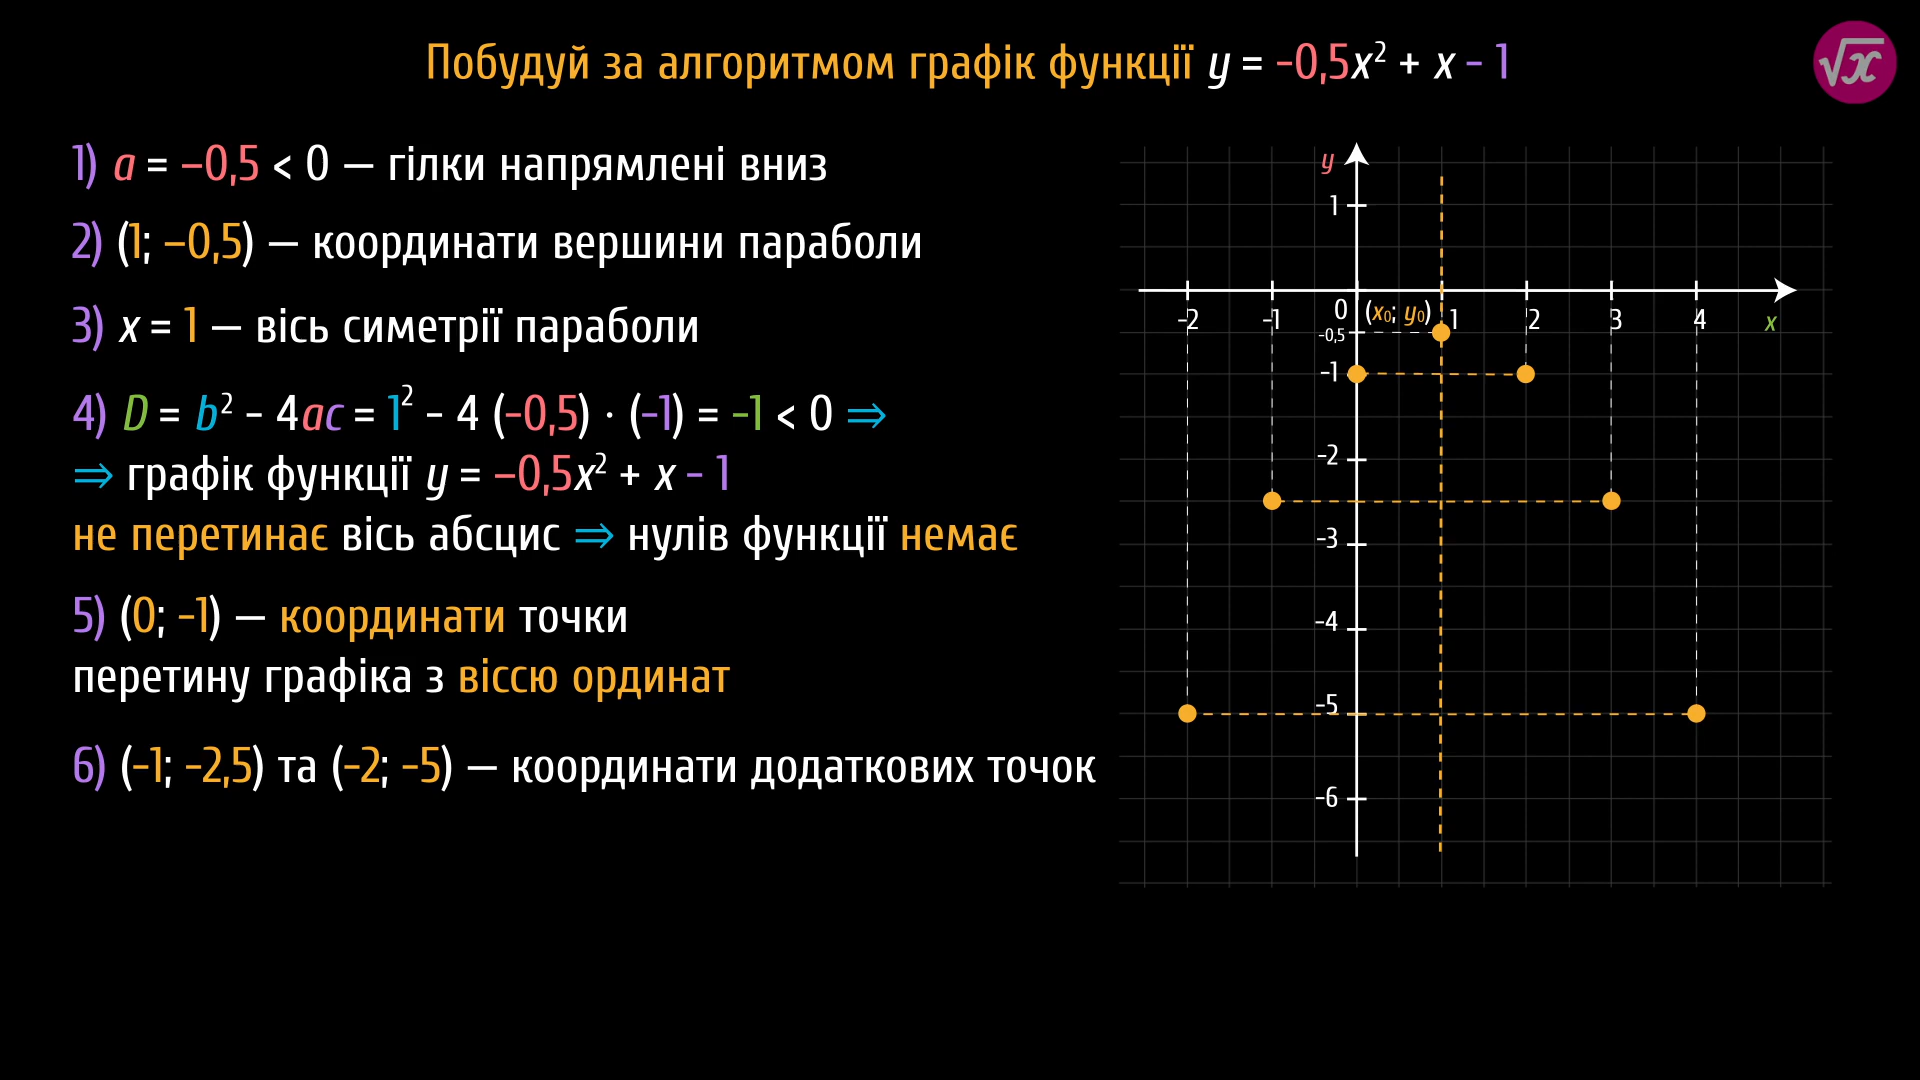 Побудуй за алгоритмом графік функції y = -0,5x² + x - 1
√x
1) a = –0,5 < 0 — гілки напрямлені вниз
2) (1; –0,5) — координати вершини параболи
3) x = 1 — вісь симетрії параболи
4) D = b² - 4ac = 1² - 4 (-0,5) · (-1) = -1 < 0 ⇒
⇒ графік функції y = –0,5x² + x - 1
не перетинає вісь абсцис ⇒ нулів функції немає
5) (0; -1) — координати точки
перетину графіка з віссю ординат
6) (-1; -2,5) та (-2; -5) — координати додаткових точок
y
1
0 (x₀; y₀)
-2 -1 1 2 3 4 x
-0,5
-1
-2
-3
-4
-5
-6